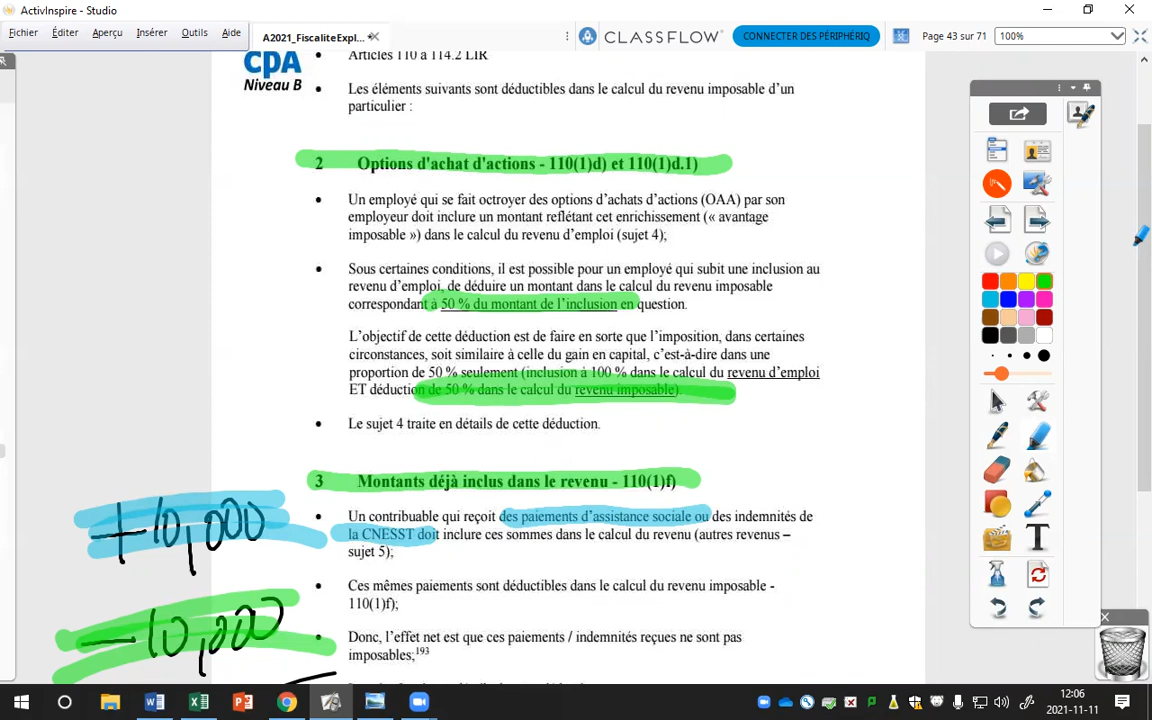 ActivInspire - Studio
Fichier Éditer Aperçu Insérer Outils Aide
A2021_FiscaliteExpl...
CLASSFLOW
CONNECTER DES PÉRIPHÉRIQ
Page 43 sur 71
100%
CPA
Niveau B
• Articles 110 à 114.2 LIR
• Les éléments suivants sont déductibles dans le calcul du revenu imposable d’un
particulier :
2 Options d'achat d'actions - 110(1)d) et 110(1)d.1)
• Un employé qui se fait octroyer des options d’achats d’actions (OAA) par son
employeur doit inclure un montant reflétant cet enrichissement (« avantage
imposable ») dans le calcul du revenu d’emploi (sujet 4);
• Sous certaines conditions, il est possible pour un employé qui subit une inclusion au
revenu d’emploi, de déduire un montant dans le calcul du revenu imposable
correspondant à 50 % du montant de l’inclusion en question.
L’objectif de cette déduction est de faire en sorte que l’imposition, dans certaines
circonstances, soit similaire à celle du gain en capital, c’est-à-dire dans une
proportion de 50 % seulement (inclusion à 100 % dans le calcul du revenu d’emploi
ET déduction de 50 % dans le calcul du revenu imposable).
• Le sujet 4 traite en détails de cette déduction.
3 Montants déjà inclus dans le revenu - 110(1)f)
• Un contribuable qui reçoit des paiements d’assistance sociale ou des indemnités de
la CNESST doit inclure ces sommes dans le calcul du revenu (autres revenus –
sujet 5);
+10,000
• Ces mêmes paiements sont déductibles dans le calcul du revenu imposable -
110(1)f);
-10,000
• Donc, l’effet net est que ces paiements / indemnités reçues ne sont pas
imposables;193
T
12:06
2021-11-11